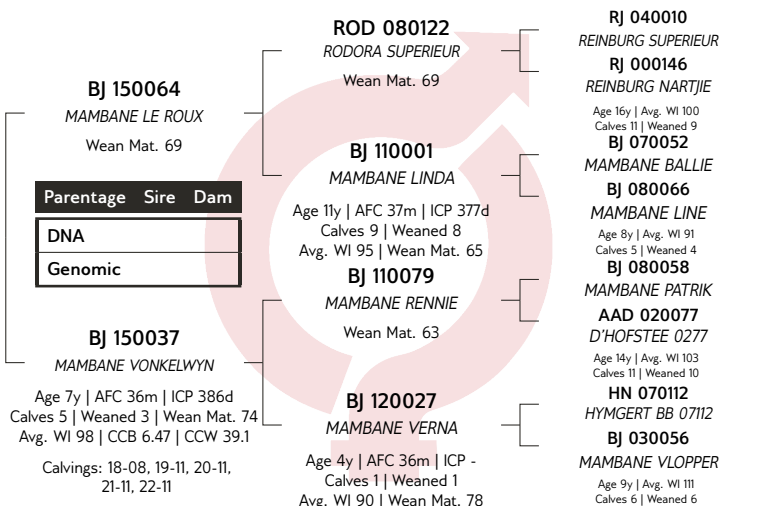 BJ 150064
MAMBANE LE ROUX
Wean Mat. 69
Parentage Sire Dam
DNA
Genomic
BJ 150037
MAMBANE VONKELWYN
Age 7y | AFC 36m | ICP 386d
Calves 5 | Weaned 3 | Wean Mat. 74
Avg. WI 98 | CCB 6.47 | CCW 39.1
Calvings: 18-08, 19-11, 20-11,
21-11, 22-11
ROD 080122
RODORA SUPERIEUR
Wean Mat. 69
BJ 110001
MAMBANE LINDA
Age 11y | AFC 37m | ICP 377d
Calves 9 | Weaned 8
Avg. WI 95 | Wean Mat. 65
BJ 110079
MAMBANE RENNIE
Wean Mat. 63
BJ 120027
MAMBANE VERNA
Age 4y | AFC 36m | ICP -
Calves 1 | Weaned 1
Avg. WI 90 | Wean Mat. 78
RJ 040010
REINBURG SUPERIEUR
RJ 000146
REINBURG NARTJIE
Age 16y | Avg. WI 100
Calves 11 | Weaned 9
BJ 070052
MAMBANE BALLIE
BJ 080066
MAMBANE LINE
Age 8y | Avg. WI 91
Calves 5 | Weaned 4
BJ 080058
MAMBANE PATRIK
AAD 020077
D'HOFSTEE 0277
Age 14y | Avg. WI 103
Calves 11 | Weaned 10
HN 070112
HYMGERT BB 07112
BJ 030056
MAMBANE VLOPPER
Age 9y | Avg. WI 111
Calves 6 | Weaned 6